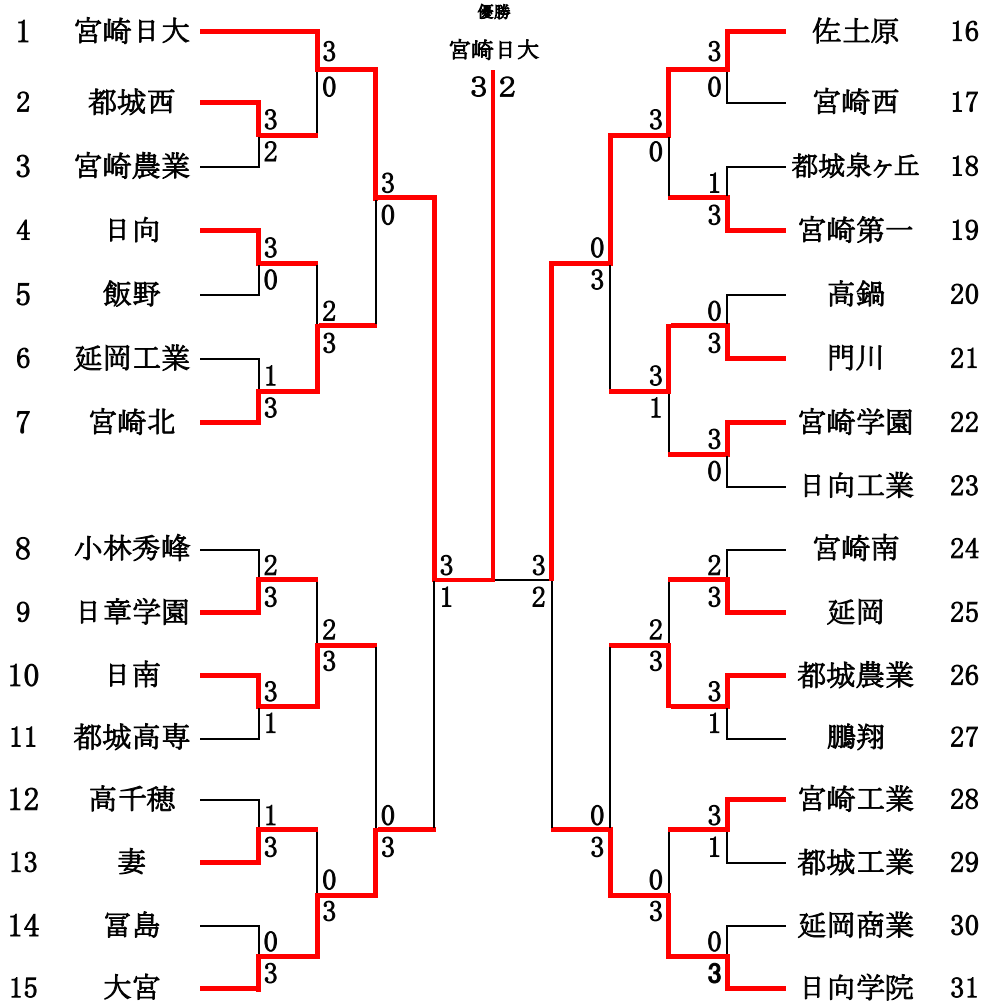 優勝
宮崎日大
3 2
1 宮崎日大
3
0
2 都城西
3
2
3 宮崎農業
3
0
4 日向
3
0
5 飯野
2
3
6 延岡工業
1
3
7 宮崎北
3
1
8 小林秀峰
2
3
9 日章学園
2
3
10 日南
3
1
11 都城高専
0
3
12 高千穂
1
3
13 妻
0
3
14 冨島
0
3
15 大宮
佐土原 16
3
0
宮崎西 17
3
0
都城泉ヶ丘 18
1
3
宮崎第一 19
0
3
高鍋 20
0
3
門川 21
3
1
宮崎学園 22
3
0
日向工業 23
3
2
宮崎南 24
2
3
延岡 25
2
3
都城農業 26
3
1
鵬翔 27
0
3
宮崎工業 28
3
1
都城工業 29
0
3
延岡商業 30
0
3
日向学院 31